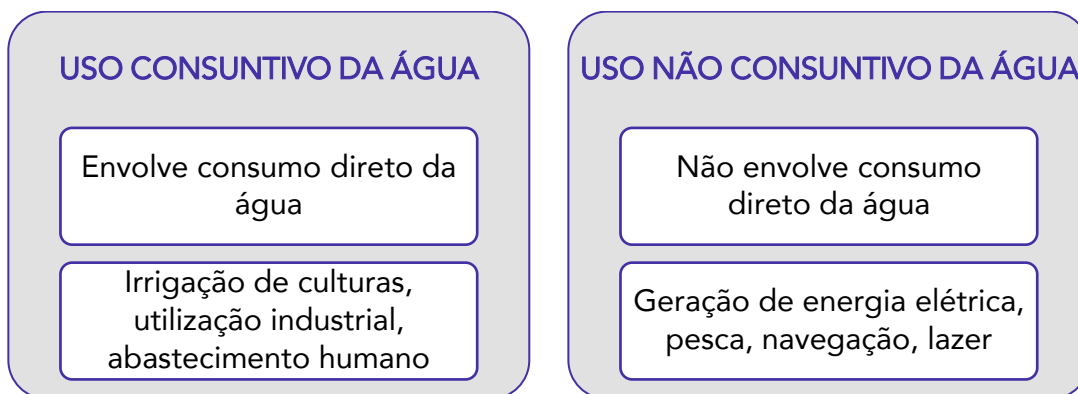 USO CONSUNTIVO DA ÁGUA
Envolve consumo direto da
água
Irrigação de culturas,
utilização industrial,
abastecimento humano
USO NÃO CONSUNTIVO DA ÁGUA
Não envolve consumo
direto da água
Geração de energia elétrica,
pesca, navegação, lazer